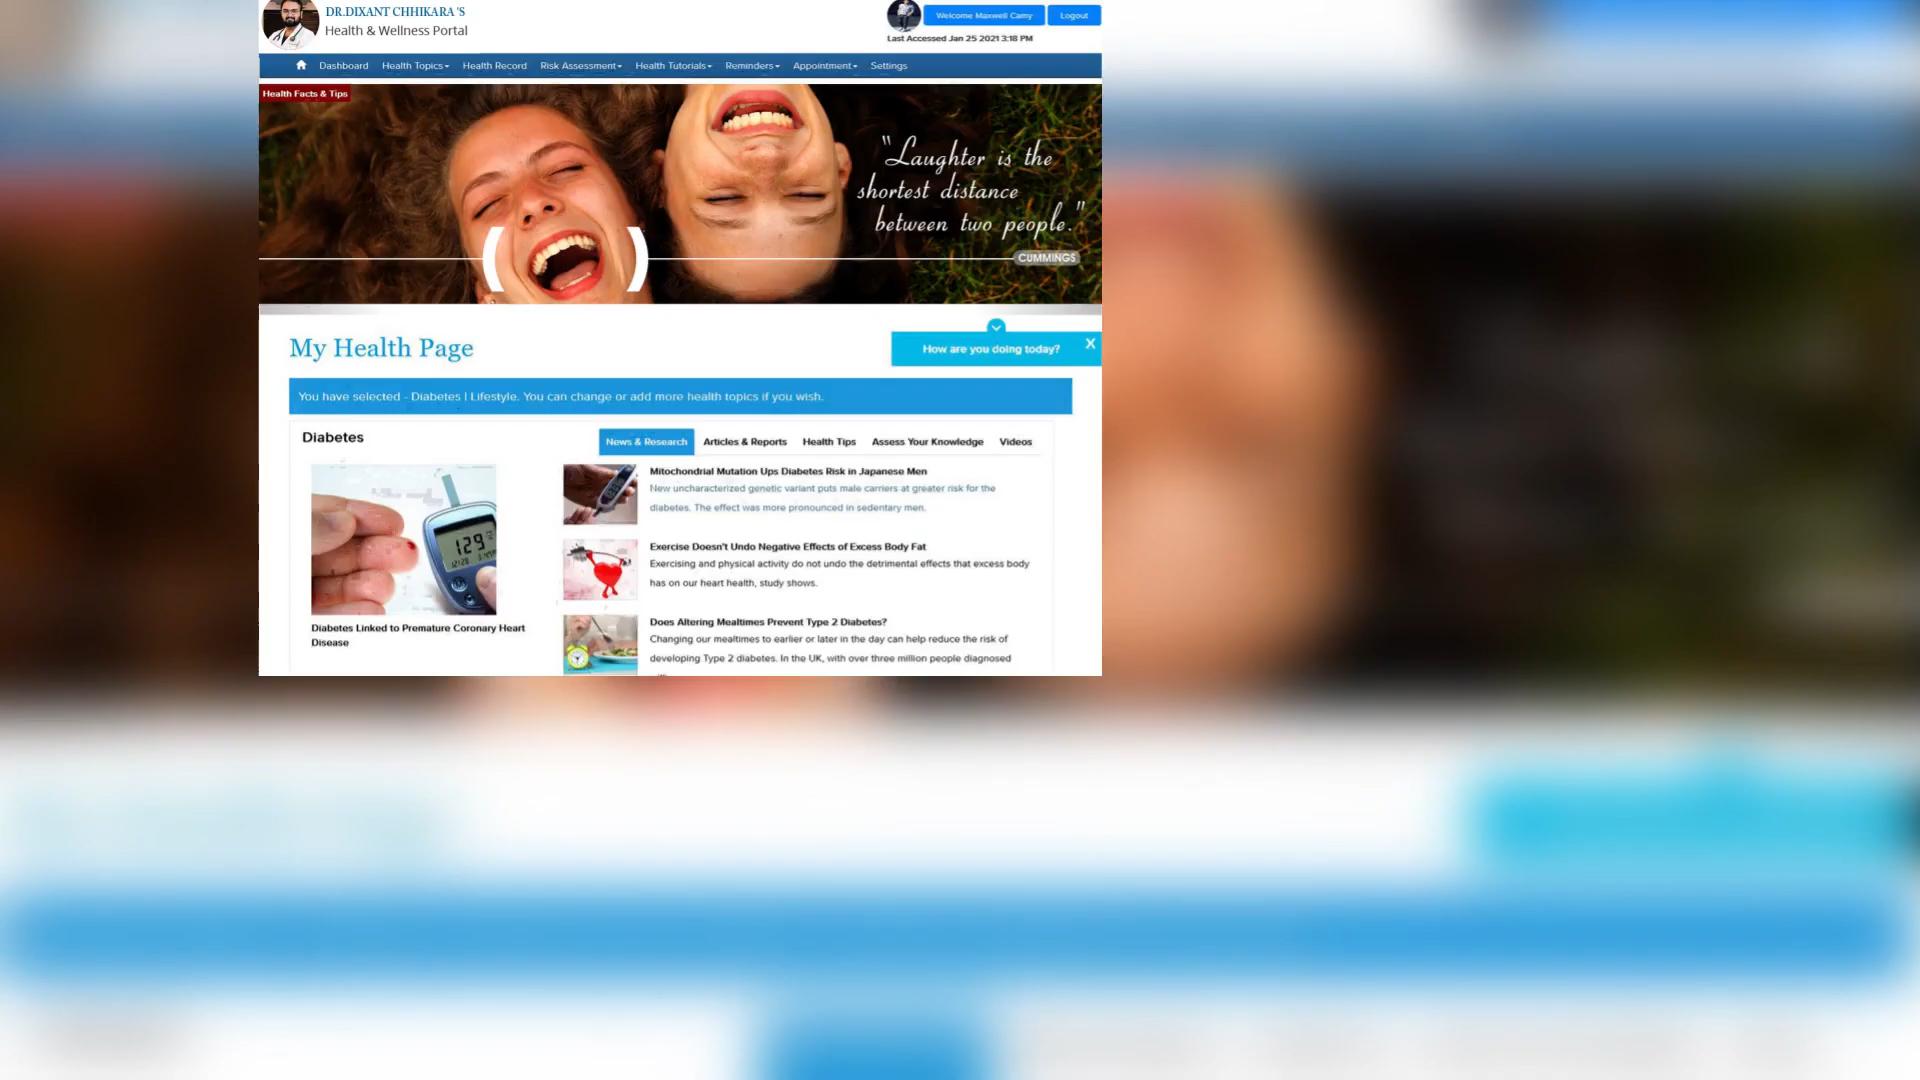 DR.DIXANT CHHIKARA'S
Health & Wellness Portal
Welcome Maxwell Camy
Logout
Last Accessed Jan 25 2021 3:18 PM
Dashboard Health Topics Health Record Risk Assessment Health Tutorials Reminders Appointment Settings
Health Facts & Tips
"Laughter is the
shortest distance
between two people."
CUMMINGS
My Health Page
How are you doing today? X
You have selected - Diabetes | Lifestyle. You can change or add more health topics if you wish.
Diabetes
News & Research Articles & Reports Health Tips Assess Your Knowledge Videos
129
Diabetes Linked to Premature Coronary Heart
Disease
Mitochondrial Mutation Ups Diabetes Risk in Japanese Men
New uncharacterized genetic variant puts male carriers at greater risk for the
diabetes. The effect was more pronounced in sedentary men.
Exercise Doesn't Undo Negative Effects of Excess Body Fat
Exercising and physical activity do not undo the detrimental effects that excess body
has on our heart health, study shows.
Does Altering Mealtimes Prevent Type 2 Diabetes?
Changing our mealtimes to earlier or later in the day can help reduce the risk of
developing Type 2 diabetes. In the UK, with over three million people diagnosed